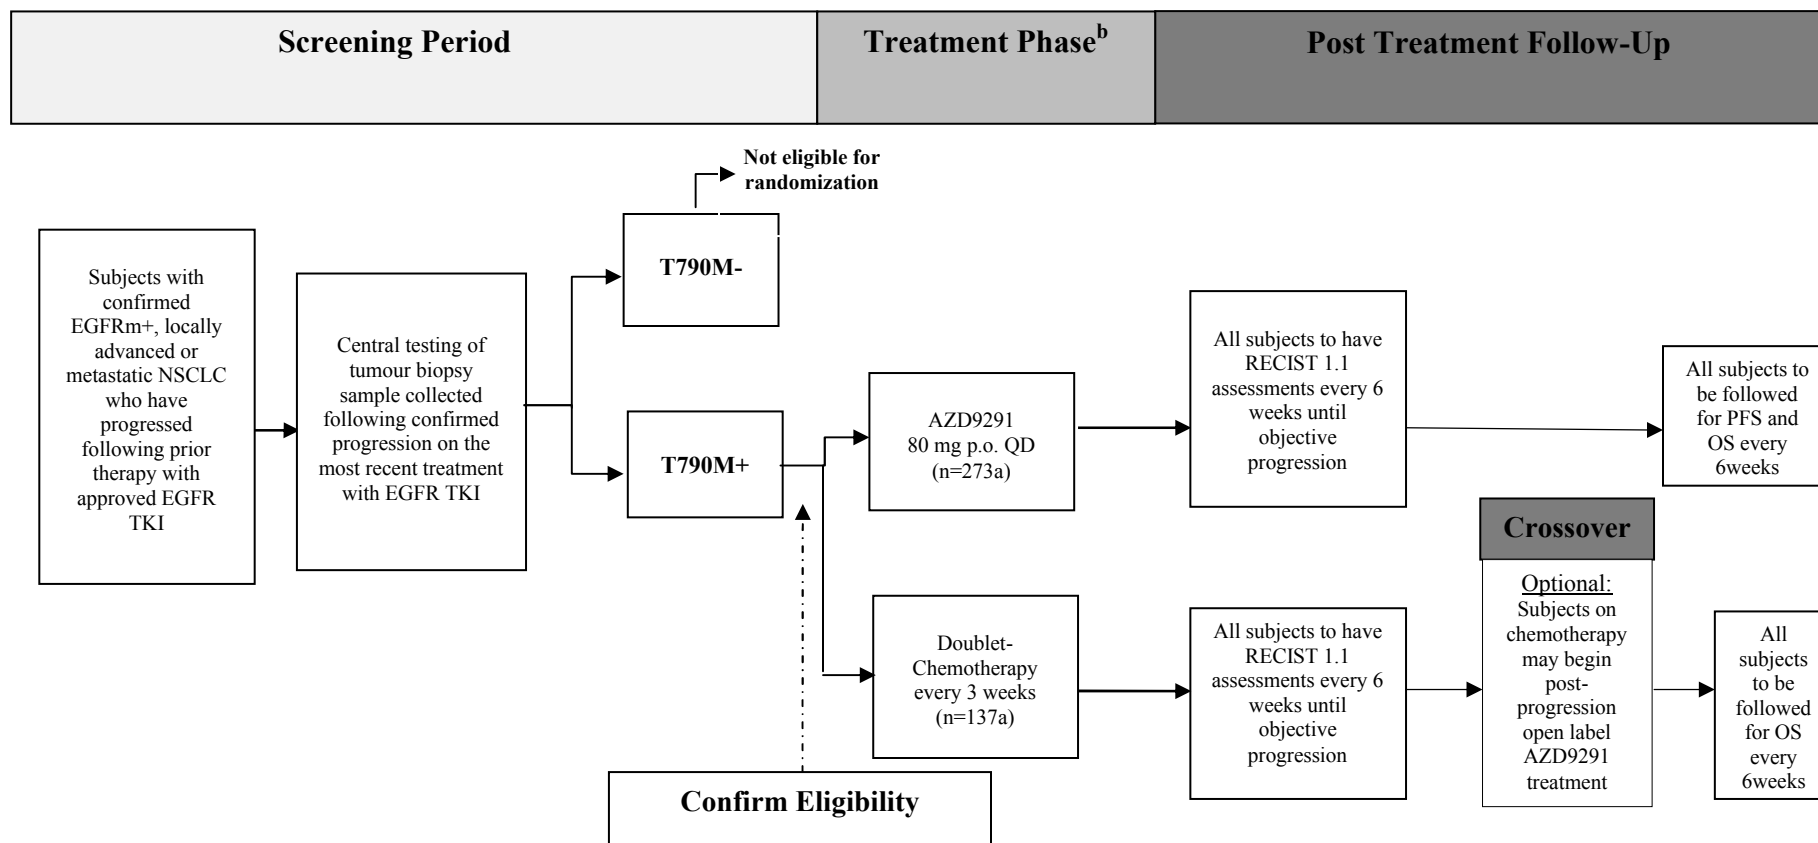 Screening Period
Treatment Phaseb
Post Treatment Follow-Up
Not eligible for
randomization
Subjects with
confirmed
EGFRm+, locally
advanced or
metastatic NSCLC
who have
progressed
following prior
therapy with
approved EGFR
TKI
Central testing of
tumour biopsy
sample collected
following confirmed
progression on the
most recent treatment
with EGFR TKI
T790M-
T790M+
AZD9291
80 mg p.o. QD
(n=273a)
All subjects to have
RECIST 1.1
assessments every 6
weeks until
objective
progression
All subjects to
be followed
for PFS and
OS every
6weeks
Doublet-
Chemotherapy
every 3 weeks
(n=137a)
All subjects to have
RECIST 1.1
assessments every 6
weeks until
objective
progression
Crossover
Optional:
Subjects on
chemotherapy
may begin
post-
progression
open label
AZD9291
treatment
All
subjects
to be
followed
for OS
every
6weeks
Confirm Eligibility